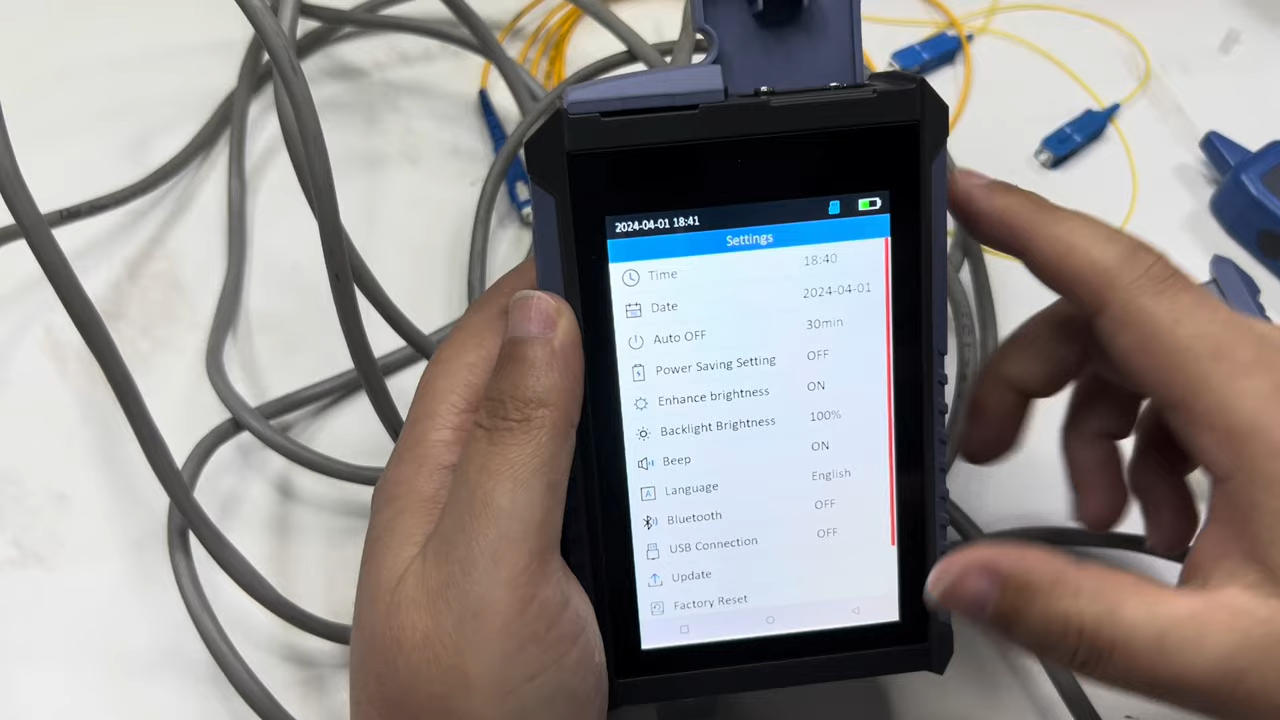 2024-04-01 18:41
Settings
Time 18:40
Date 2024-04-01
Auto OFF 30min
Power Saving Setting OFF
Enhance brightness ON
Backlight Brightness 100%
Beep ON
Language English
Bluetooth OFF
USB Connection OFF
Update
Factory Reset